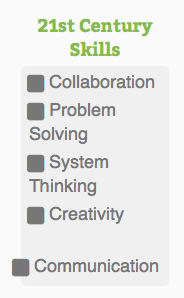 21st Century
Skills
Collaboration
Problem
Solving
System
Thinking
Creativity
Communication